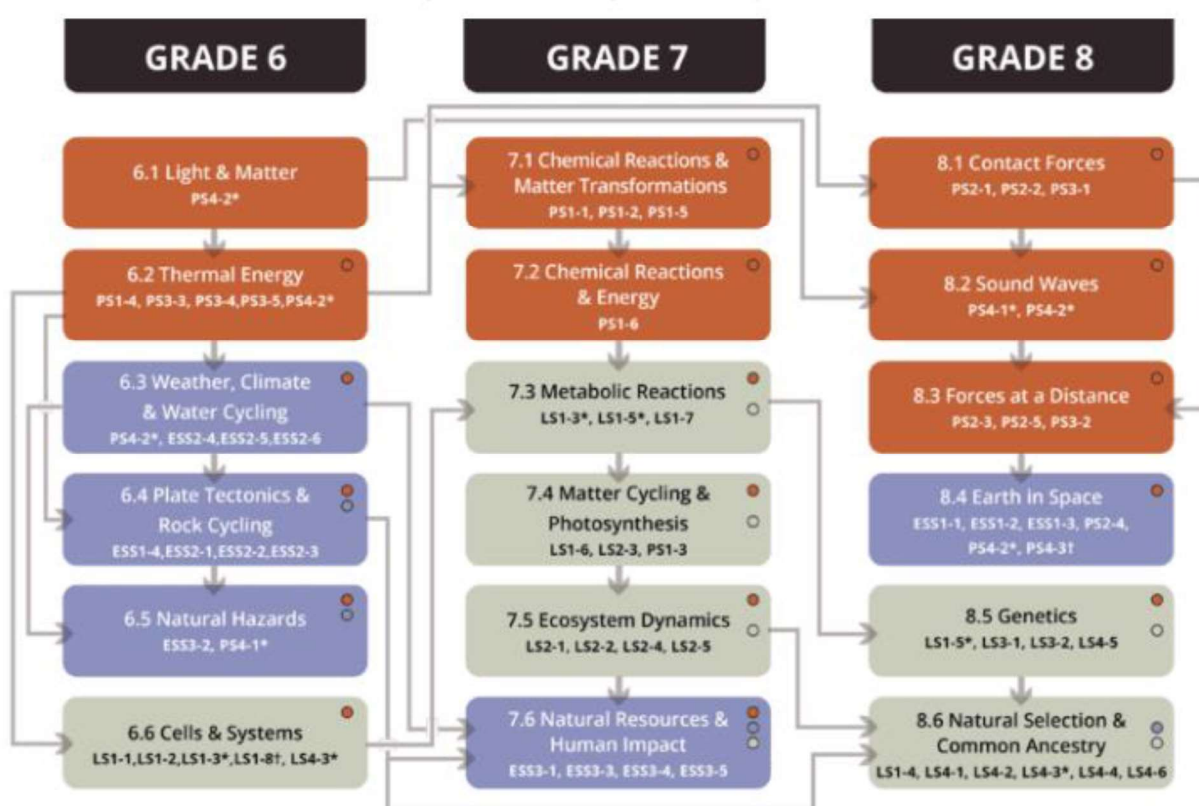 GRADE 6
6.1 Light & Matter
PS4-2*
6.2 Thermal Energy
PS1-4, PS3-3, PS3-4,PS3-5,PS4-2*
6.3 Weather, Climate
& Water Cycling
PS4-2*, ESS2-4,ESS2-5,ESS2-6
6.4 Plate Tectonics &
Rock Cycling
ESS1-4,ESS2-1,ESS2-2,ESS2-3
6.5 Natural Hazards
ESS3-2, PS4-1*
6.6 Cells & Systems
LS1-1,LS1-2,LS1-3*,LS1-8†, LS4-3*
GRADE 7
7.1 Chemical Reactions &
Matter Transformations
PS1-1, PS1-2, PS1-5
7.2 Chemical Reactions
& Energy
PS1-6
7.3 Metabolic Reactions
LS1-3*, LS1-5*, LS1-7
7.4 Matter Cycling &
Photosynthesis
LS1-6, LS2-3, PS1-3
7.5 Ecosystem Dynamics
LS2-1, LS2-2, LS2-4, LS2-5
7.6 Natural Resources &
Human Impact
ESS3-1, ESS3-3, ESS3-4, ESS3-5
GRADE 8
8.1 Contact Forces
PS2-1, PS2-2, PS3-1
8.2 Sound Waves
PS4-1*, PS4-2*
8.3 Forces at a Distance
PS2-3, PS2-5, PS3-2
8.4 Earth in Space
ESS1-1, ESS1-2, ESS1-3, PS2-4,
PS4-2*, PS4-3†
8.5 Genetics
LS1-5*, LS3-1, LS3-2, LS4-5
8.6 Natural Selection &
Common Ancestry
LS1-4, LS4-1, LS4-2, LS4-3*, LS4-4, LS4-6